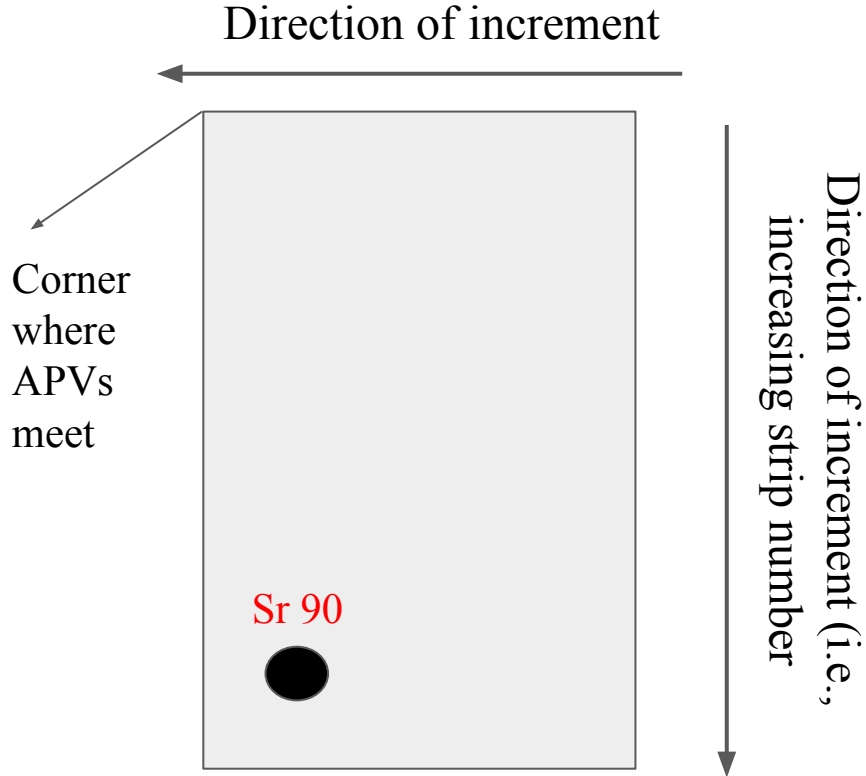 Direction of increment
Corner
where
APVs
meet
Sr 90
Direction of increment (i.e.,
increasing strip number